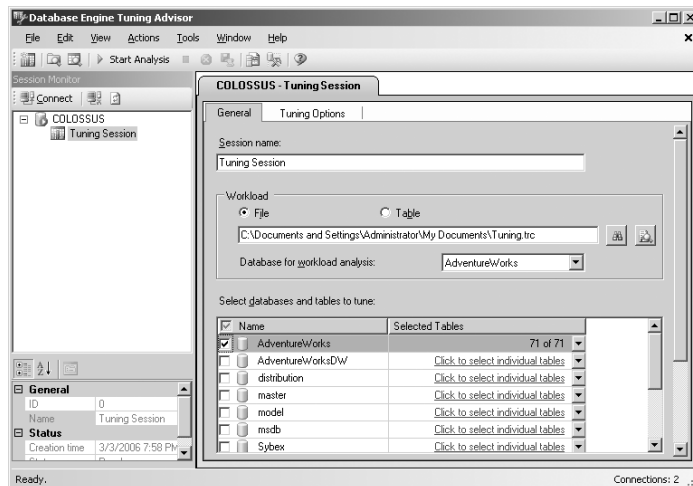 Database Engine Tuning Advisor
File Edit View Actions Tools Window Help
Start Analysis
Session Monitor
Connect
COLOSSUS
Tuning Session
COLOSSUS - Tuning Session
General Tuning Options
Session name:
Tuning Session
Workload
File Table
C:\Documents and Settings\Administrator\My Documents\Tuning.trc
Database for workload analysis: AdventureWorks
Select databases and tables to tune:
Name Selected Tables
AdventureWorks 71 of 71
AdventureWorksDW Click to select individual tables
distribution Click to select individual tables
master Click to select individual tables
model Click to select individual tables
msdb Click to select individual tables
Sybex Click to select individual tables
General
ID 0
Name Tuning Session
Status
Creation time 3/3/2006 7:58 PM
Ready.
Connections: 2